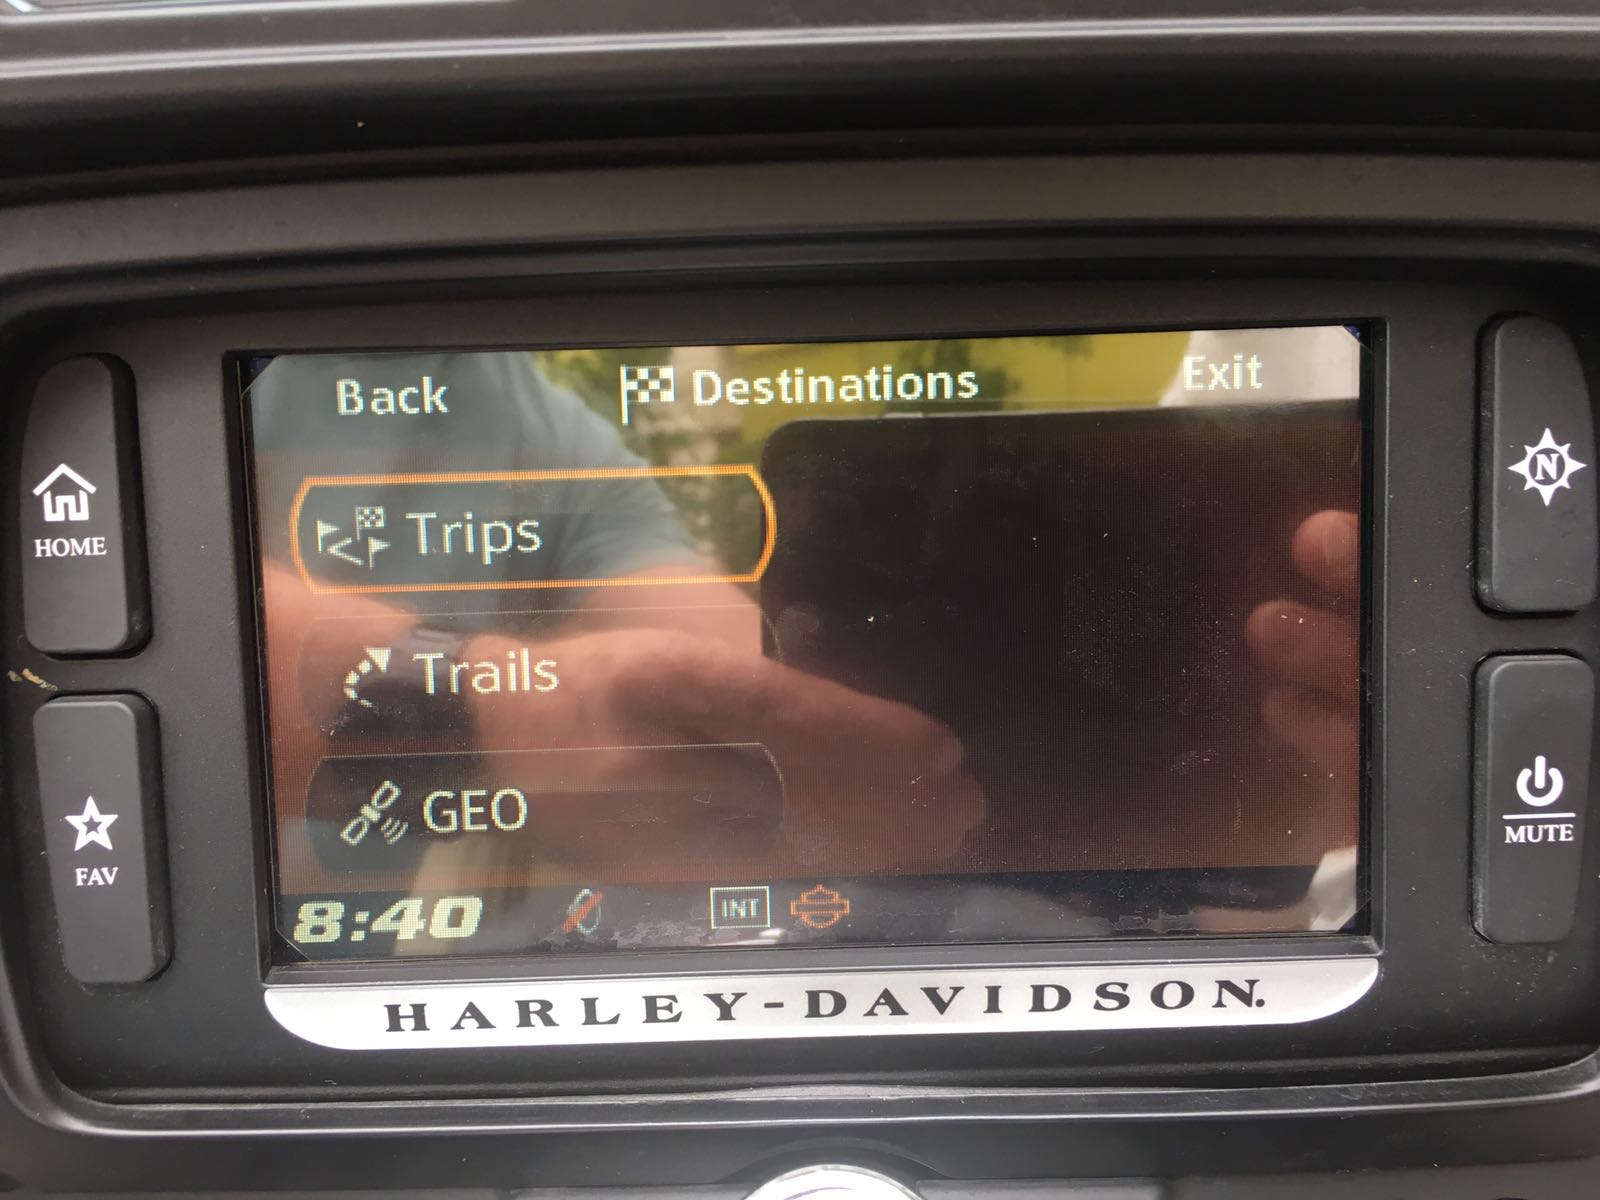 Back Destinations Exit
Trips
Trails
GEO
8:40 INT
HOME
FAV
N
MUTE
HARLEY-DAVIDSON.